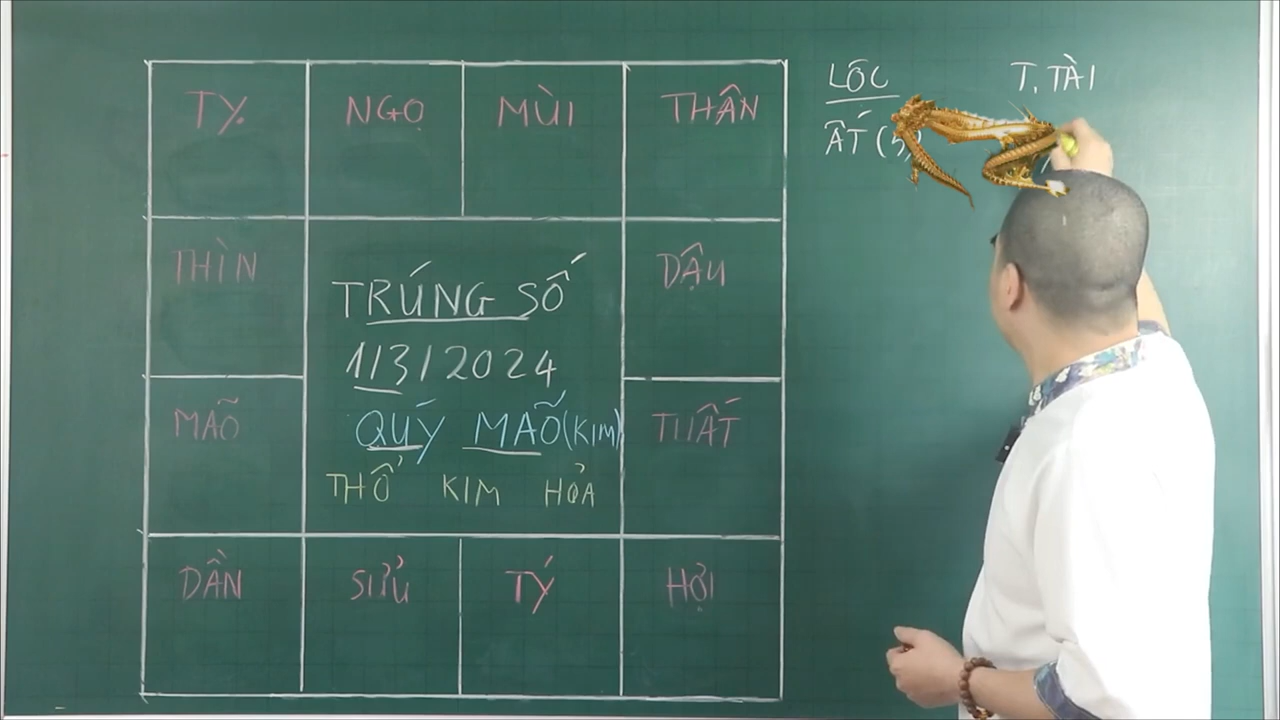 TỴ NGỌ MÙI THÂN
LỘC T. TÀI
ẤT (5)
THÌN DẬU
TRÚNG SỐ
1/3/2024
MÃO QUÝ MÃO (KIM) TUẤT
THỔ KIM HỎA
DẦN SỬU TÝ HỢI